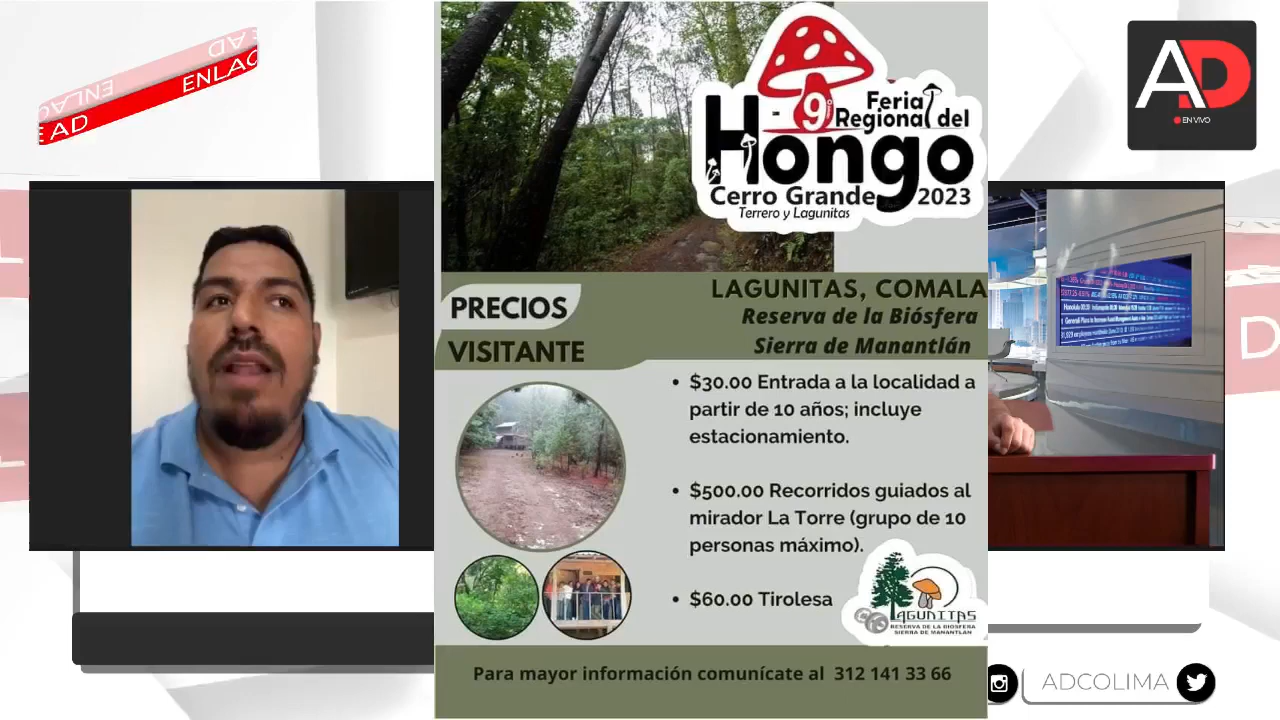 ENLAC
E AD
AD
EN VIVO
9
Feria
Regional del
Hongo
Cerro Grande 2023
Terrero y Lagunitas
PRECIOS
VISITANTE
LAGUNITAS, COMALA
Reserva de la Biósfera
Sierra de Manantlán
• $30.00 Entrada a la localidad a
partir de 10 años; incluye
estacionamiento.
• $500.00 Recorridos guiados al
mirador La Torre (grupo de 10
personas máximo).
• $60.00 Tirolesa
LAGUNITAS
RESERVA DE LA BIOSFERA
SIERRA DE MANANTLAN
Para mayor información comunícate al 312 141 33 66
D
ADCOLIMA